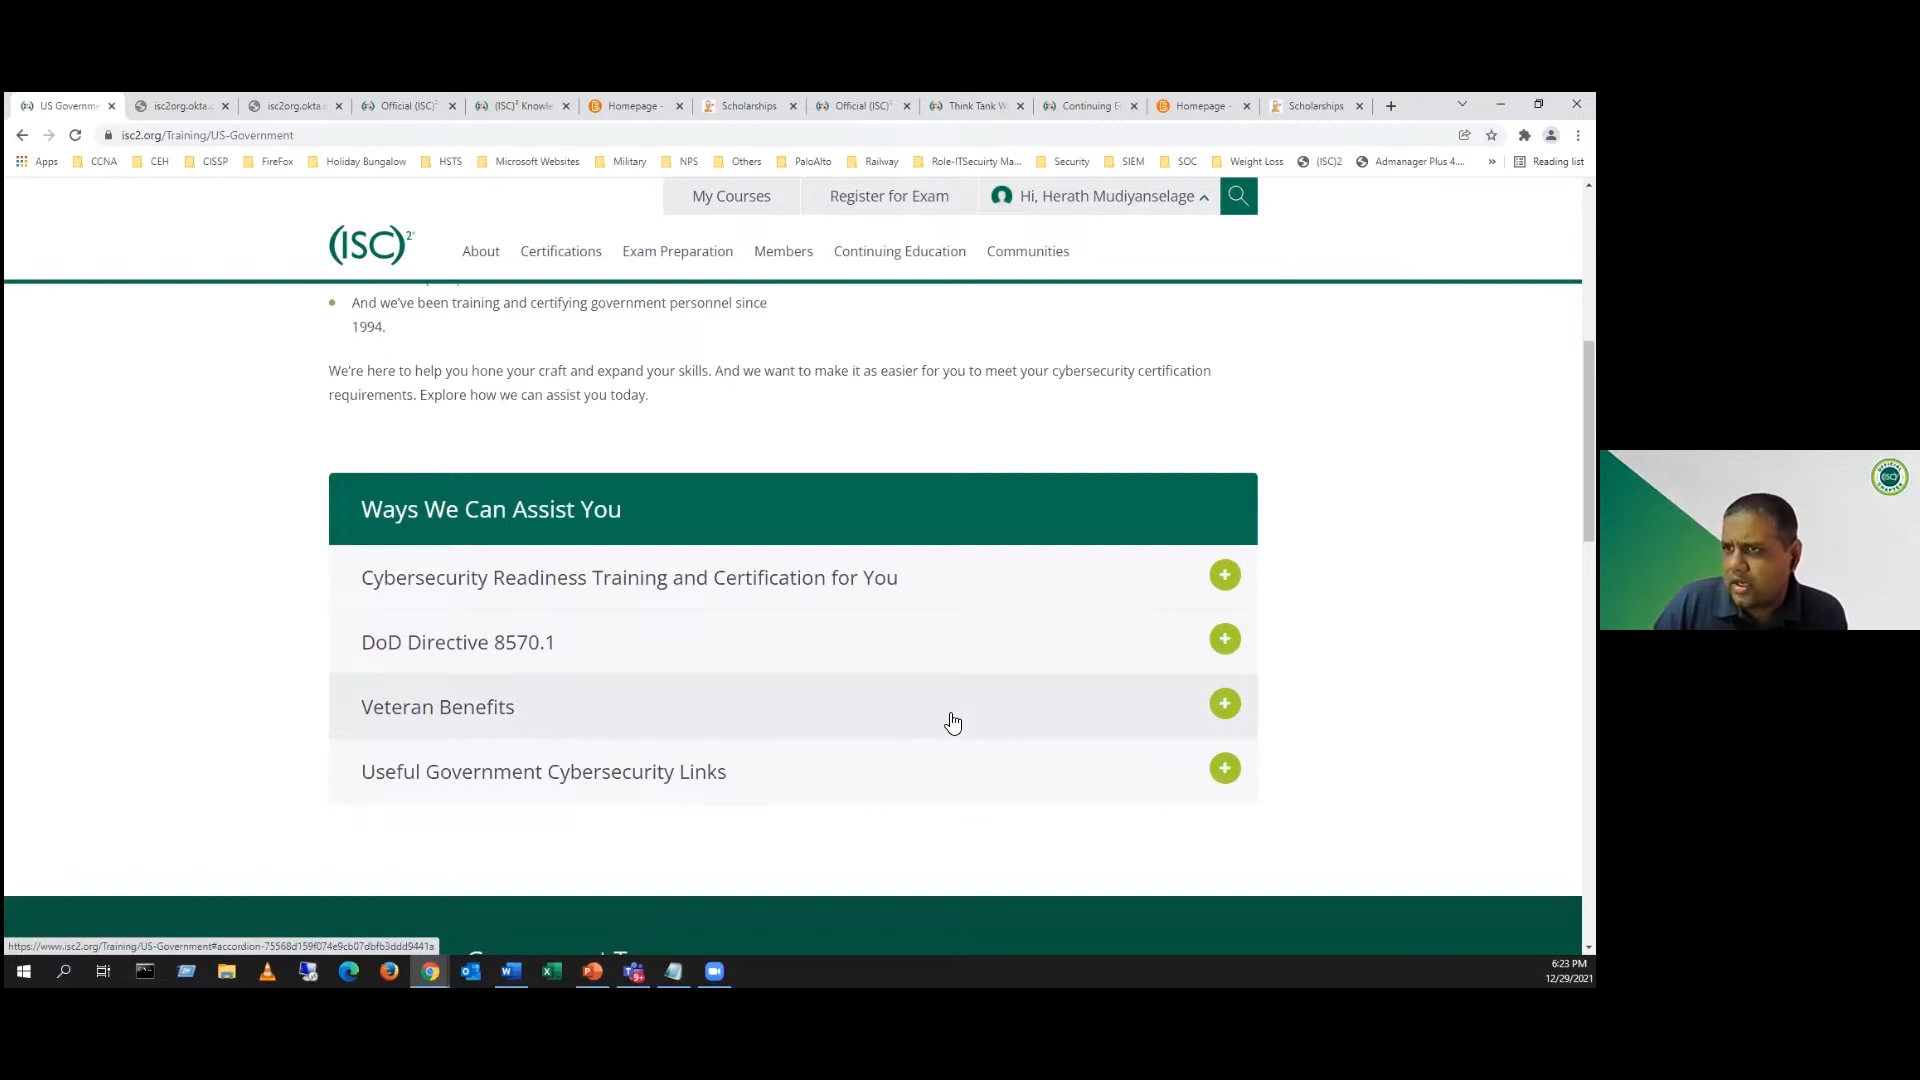 US Governme
isc2org.okta.
isc2org.okta.
Official (ISC)²
(ISC)² Knowle
Homepage -
Scholarships
Official (ISC)²
Think Tank W
Continuing E
Homepage -
Scholarships
isc2.org/Training/US-Government
Apps
CCNA
CEH
CISSP
FireFox
Holiday Bungalow
HSTS
Microsoft Websites
Military
NPS
Others
PaloAlto
Railway
Role-ITSecuirty Ma...
Security
SIEM
SOC
Weight Loss
(ISC)2
Admanager Plus 4....
»
Reading list
My Courses
Register for Exam
Hi, Herath Mudiyanselage
(ISC)²
About
Certifications
Exam Preparation
Members
Continuing Education
Communities
And we've been training and certifying government personnel since
1994.
We're here to help you hone your craft and expand your skills. And we want to make it as easier for you to meet your cybersecurity certification
requirements. Explore how we can assist you today.
Ways We Can Assist You
Cybersecurity Readiness Training and Certification for You
DoD Directive 8570.1
Veteran Benefits
Useful Government Cybersecurity Links
https://www.isc2.org/Training/US-Government#accordion-75568d159f074e9cb07dbfb3ddd9441a
9+
6:23 PM
12/29/2021